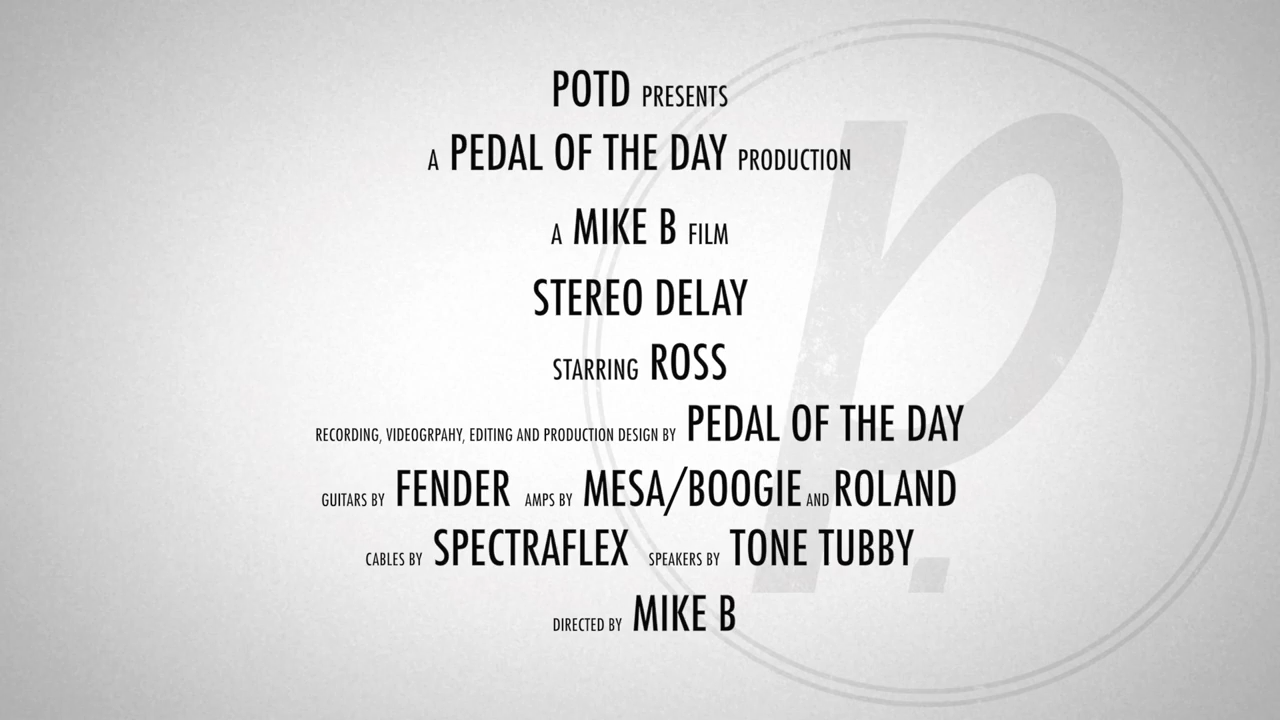 POTD PRESENTS
A PEDAL OF THE DAY PRODUCTION
A MIKE B FILM
STEREO DELAY
STARRING ROSS
RECORDING, VIDEOGRPAHY, EDITING AND PRODUCTION DESIGN BY PEDAL OF THE DAY
GUITARS BY FENDER AMPS BY MESA/BOOGIE AND ROLAND
CABLES BY SPECTRAFLEX SPEAKERS BY TONE TUBBY
DIRECTED BY MIKE B
p.